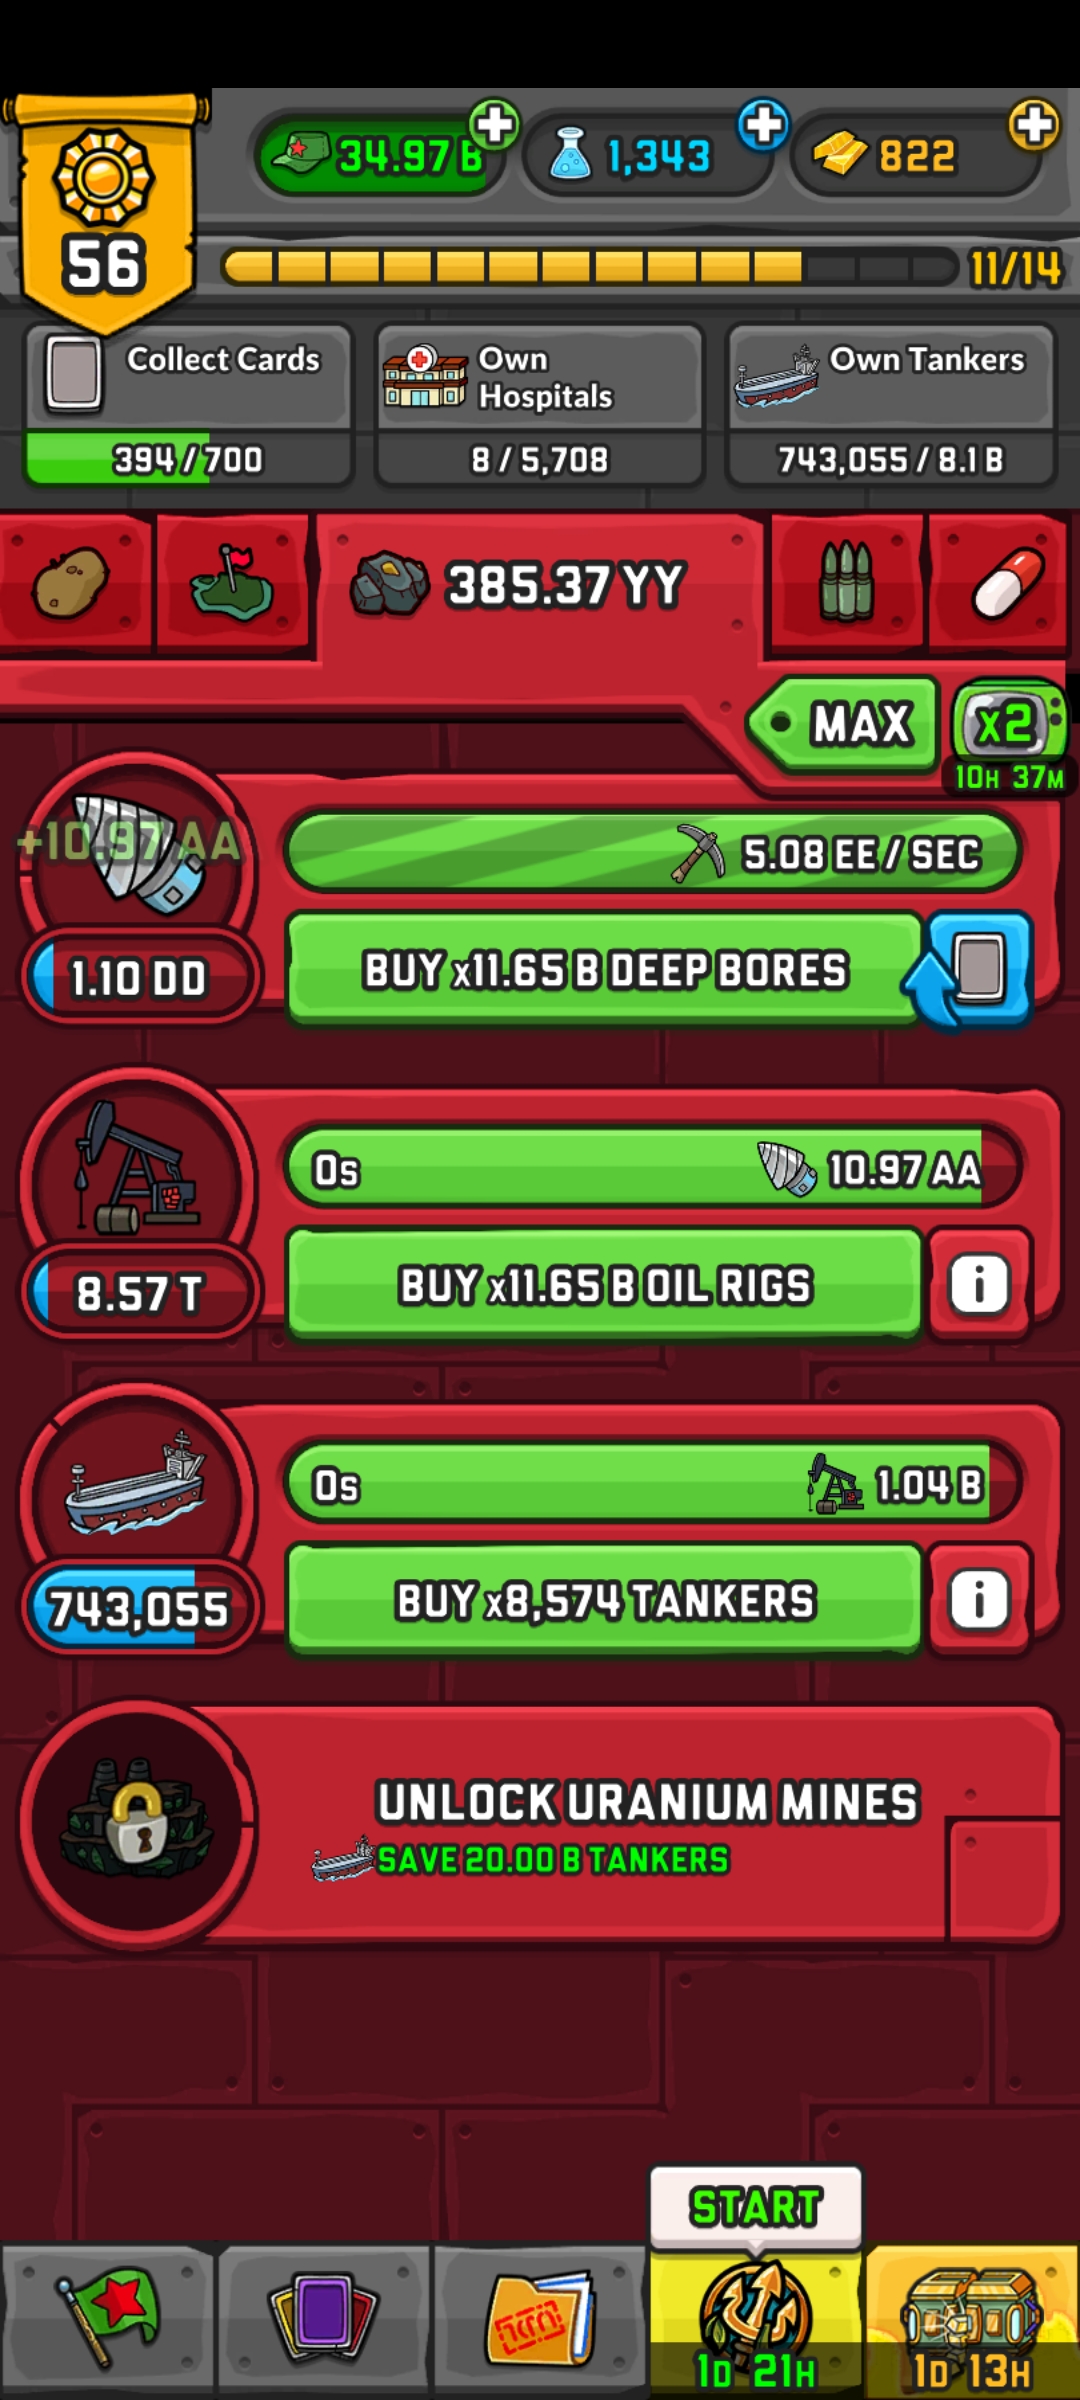 34.97 B
1,343
822
56
11/14
Collect Cards
394/700
Own
Hospitals
8/5,708
Own Tankers
743,055/8.1 B
385.37 YY
MAX
x2
10H 37M
+10.97 AA
5.08 EE/SEC
1.10 DD
BUY x11.65 B DEEP BORES
0s
10.97 AA
8.57 T
BUY x11.65 B OIL RIGS
i
0s
1.04 B
743,055
BUY x8,574 TANKERS
i
UNLOCK URANIUM MINES
SAVE 20.00 B TANKERS
START
1D 21H
1D 13H